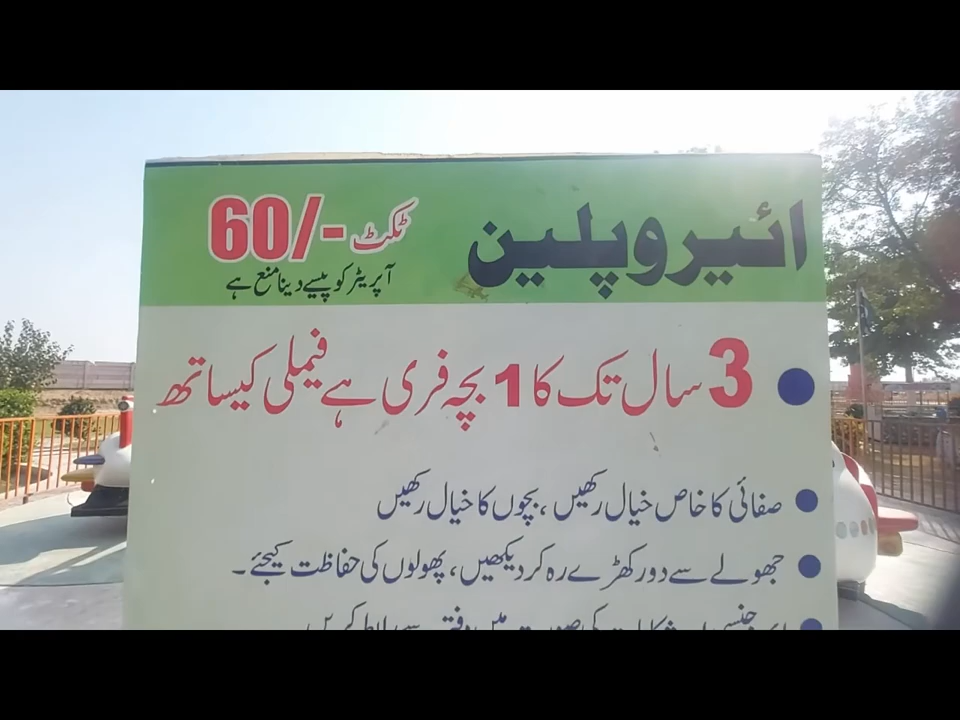 ائیروپلین
ٹکٹ 60/-
آپریٹر کو پیسے دینا منع ہے
3 سال تک کا 1 بچہ فری ہے فیملی کیساتھ
صفائی کا خاص خیال رکھیں، بچوں کا خیال رکھیں
جھولے سے دور کھڑے رہ کر دیکھیں، پھولوں کی حفاظت کیجئے۔